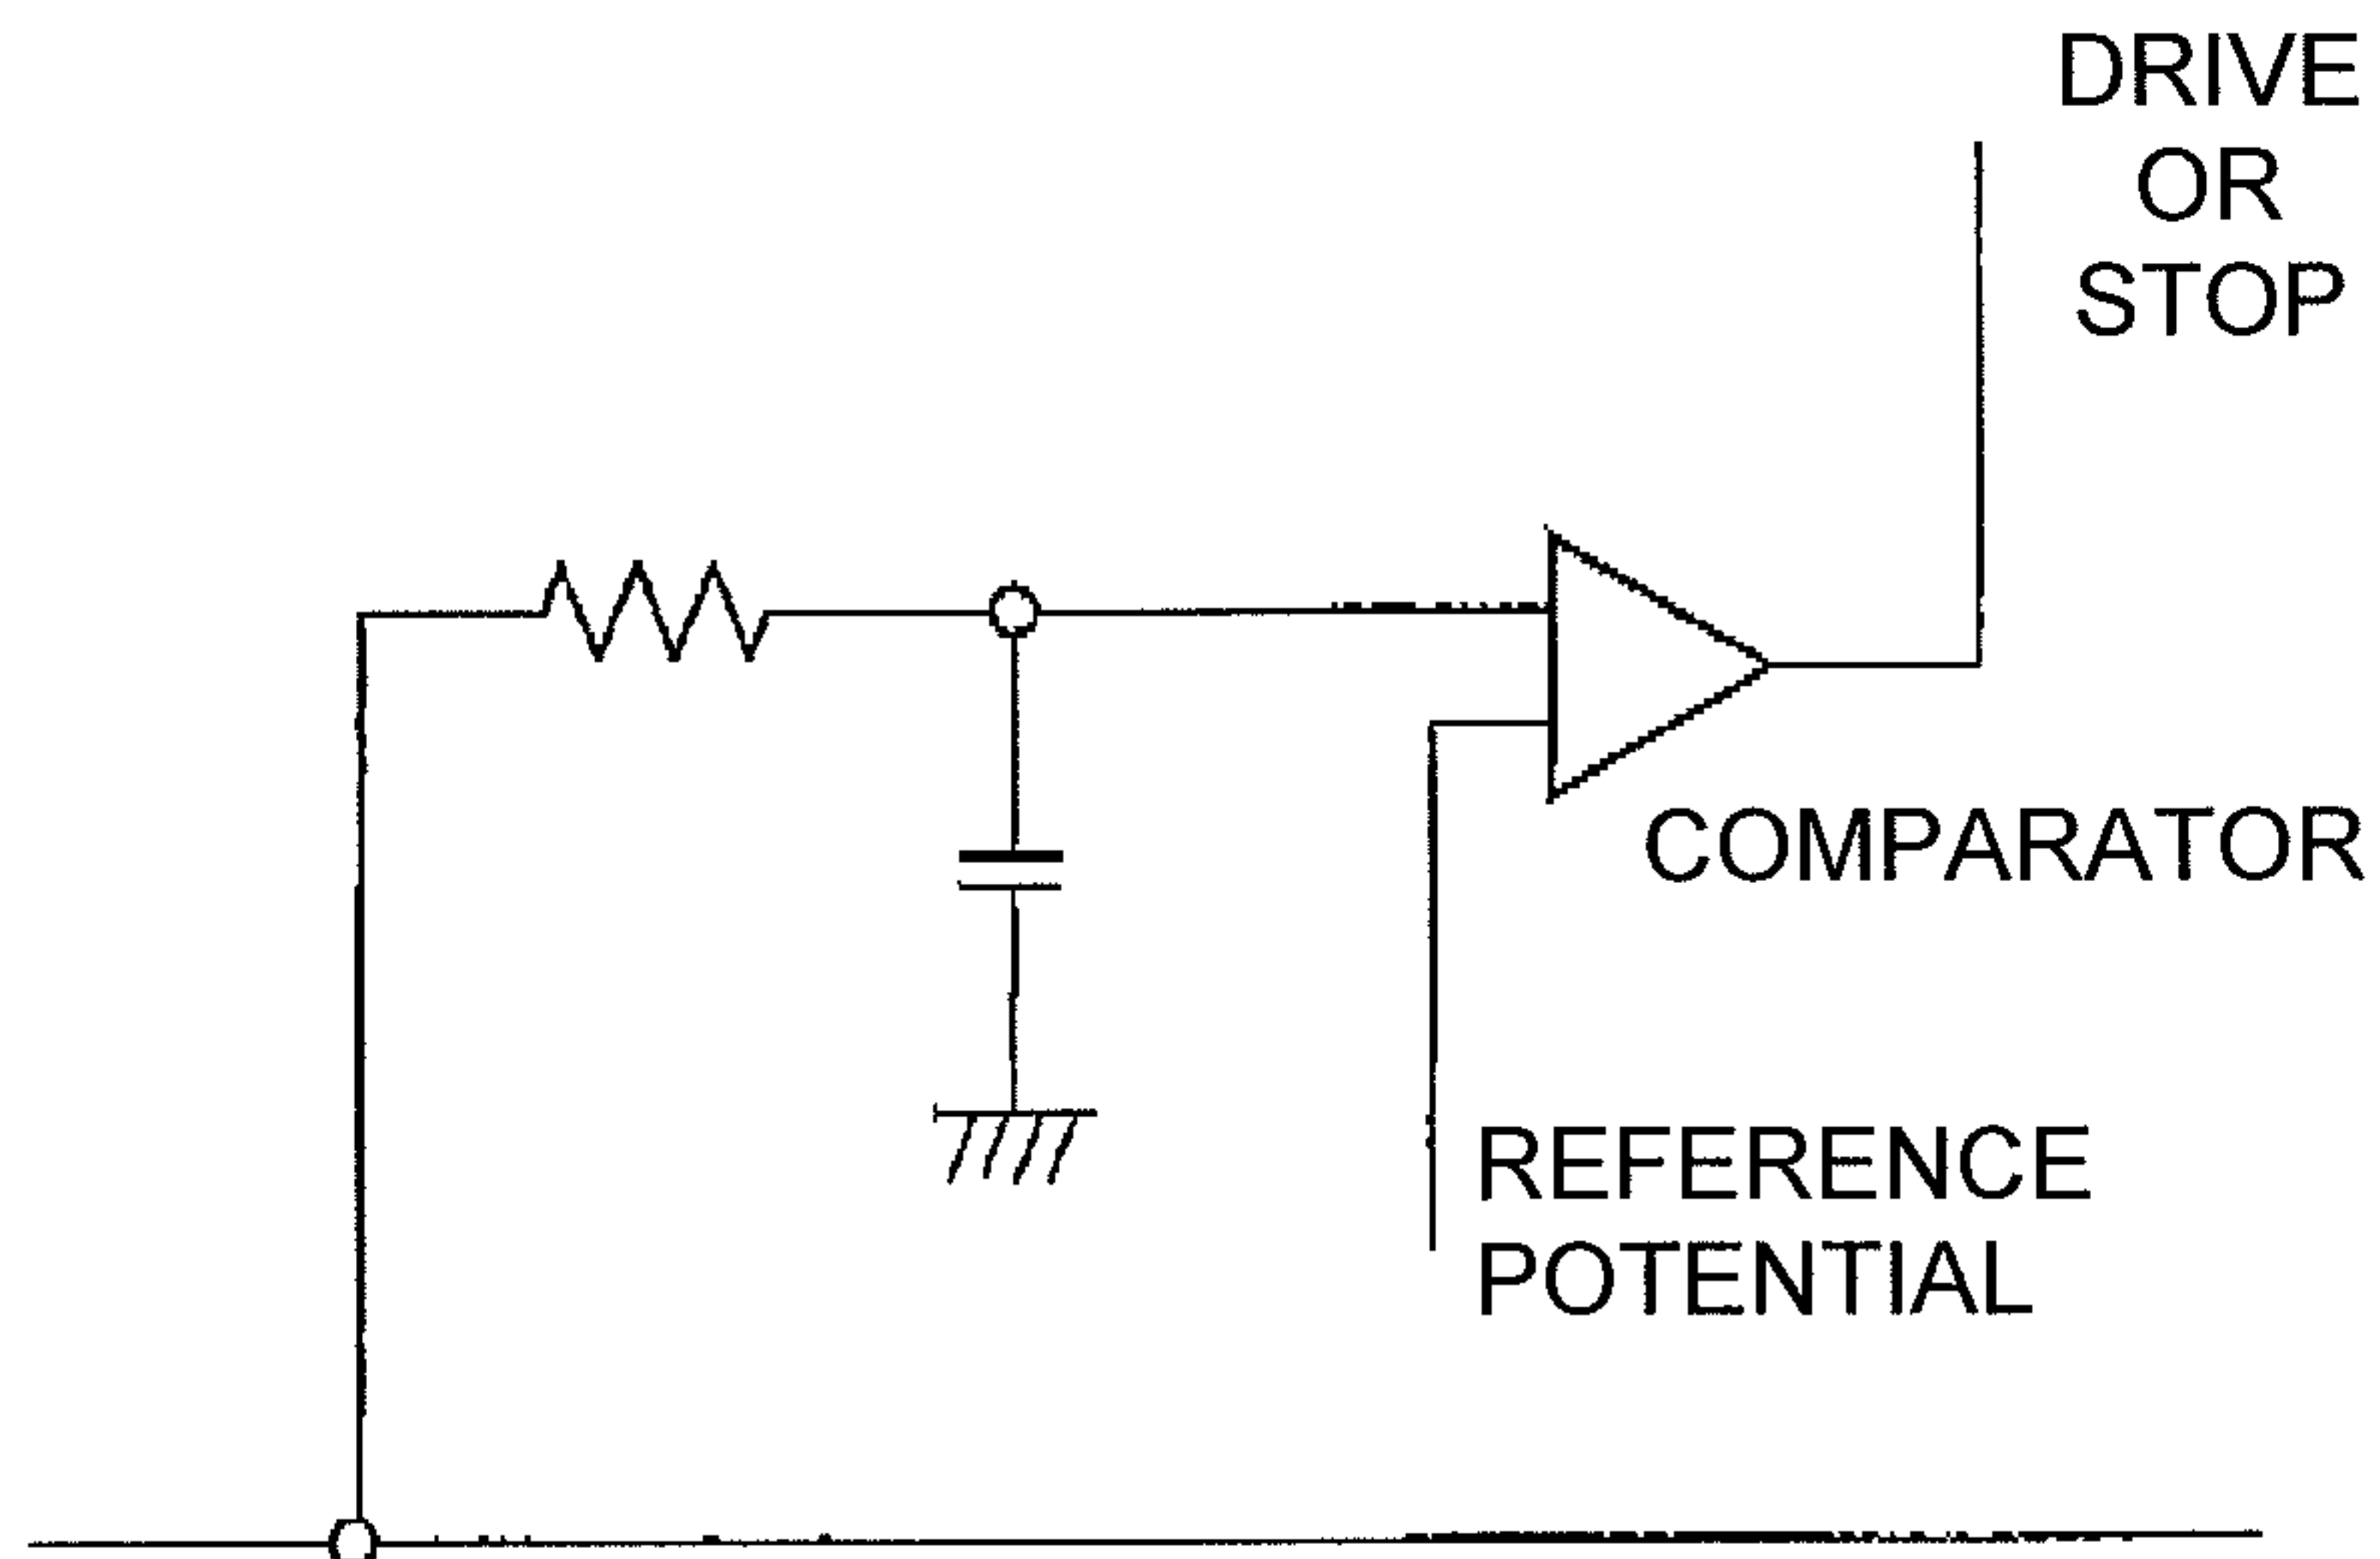 DRIVE
OR
STOP
COMPARATOR
REFERENCE
POTENTIAL